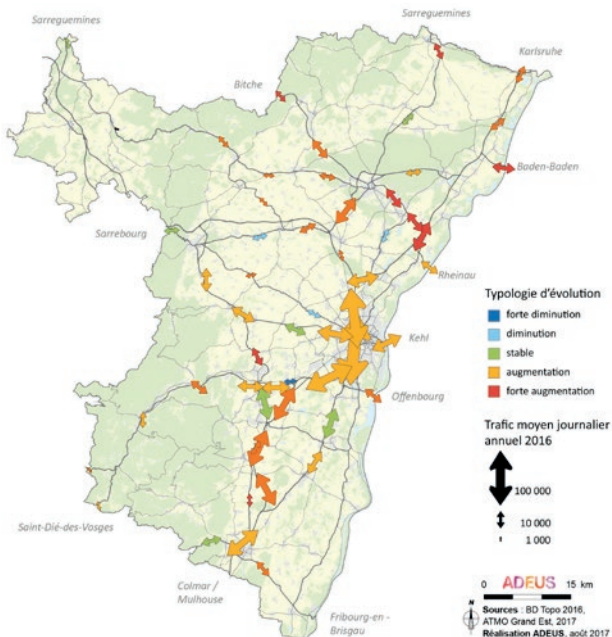 Sarreguemines
Sarreguemines
Karlsruhe
Bitche
Baden-Baden
Sarrebourg
Rheinau
Kehl
Offenbourg
Saint-Dié-des-Vosges
Colmar /
Mulhouse
Fribourg-en -
Brisgau
Typologie d'évolution
forte diminution
diminution
stable
augmentation
forte augmentation
Trafic moyen journalier
annuel 2016
100 000
10 000
1 000
0 ADEUS 15 km
N
Sources : BD Topo 2016,
ATMO Grand Est, 2017
Réalisation ADEUS, août 2017